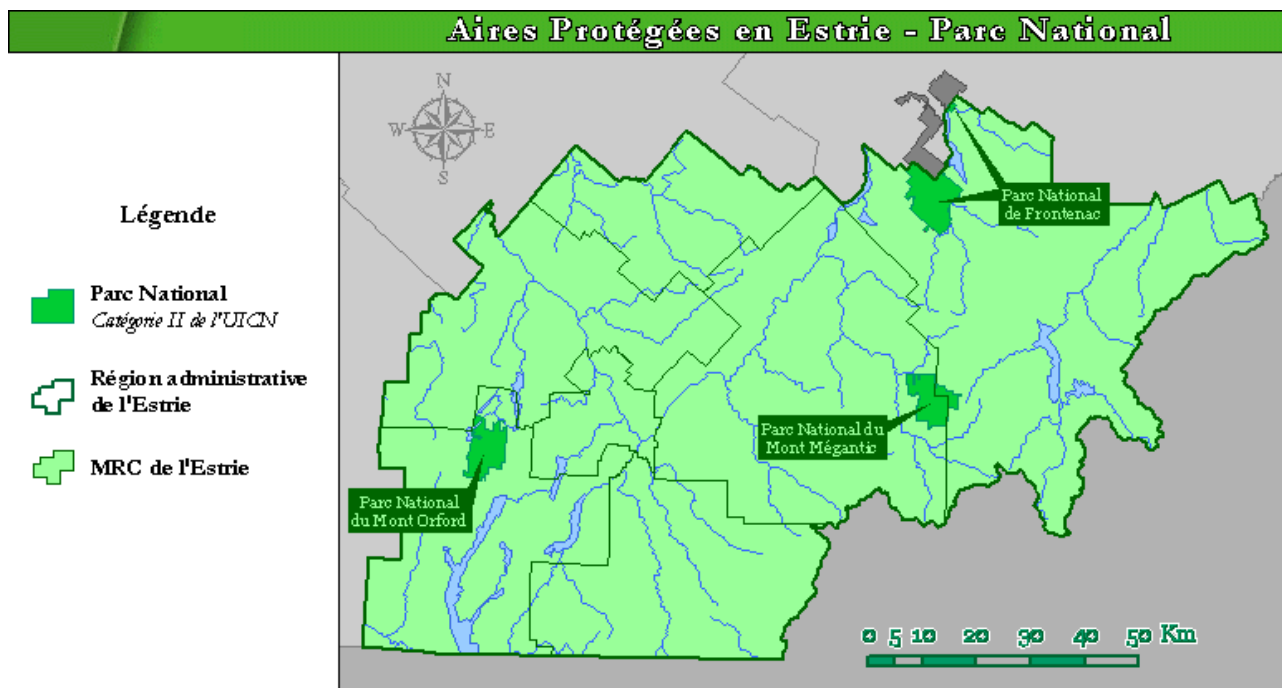 Aires Protégées en Estrie - Parc National
N
W E
S
Légende
Parc National
Catégorie II de l'UICN
Région administrative
de l'Estrie
MRC de l'Estrie
Parc National
de Frontenac
Parc National du
Mont Mégantic
Parc National
du Mont Orford
0 5 10 20 30 40 50 Km